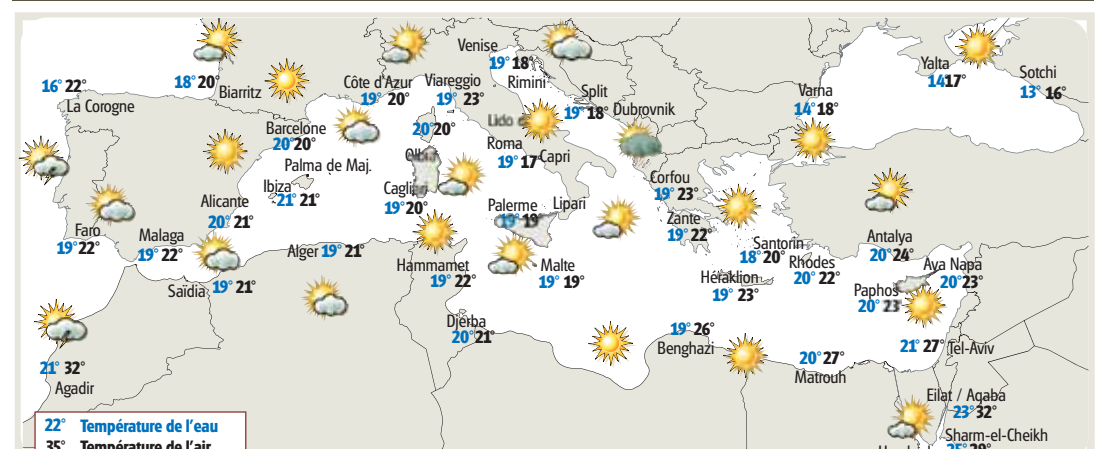 Venise
19° 18°
Rimini
Yalta
1417°
Sotchi
13° 16°
16° 22°
La Corogne
18° 20°
Biarritz
Côte d'Azur
19° 20°
Viareggio
19° 23°
Split
19° 18°
Dubrovnik
Varna
14° 18°
Barcelone
20° 20°
20° 20°
Lido
Roma
19° 17°
Capri
Palma de Maj.
Ibiza
21° 21°
Cagliari
19° 20°
Corfou
19° 23°
Alicante
20° 21°
Palerme
19° 19°
Lipari
Zante
19° 22°
Faro
19° 22°
Malaga
19° 22°
Alger 19° 21°
Santorin
18° 20°
Rhodes
20° 22°
Antalya
20° 24°
Hammamet
19° 22°
Malte
19° 19°
Héraklion
19° 23°
Aya Napa
20° 23°
Paphos
20° 23°
Saïdia 19° 21°
Djerba
20° 21°
19° 26°
Benghazi
20° 27°
Matrouh
21° 27° Tel-Aviv
21° 32°
Agadir
Eilat / Aqaba
23° 32°
Sharm-el-Cheikh
22° Température de l'eau
35° Température de l'air